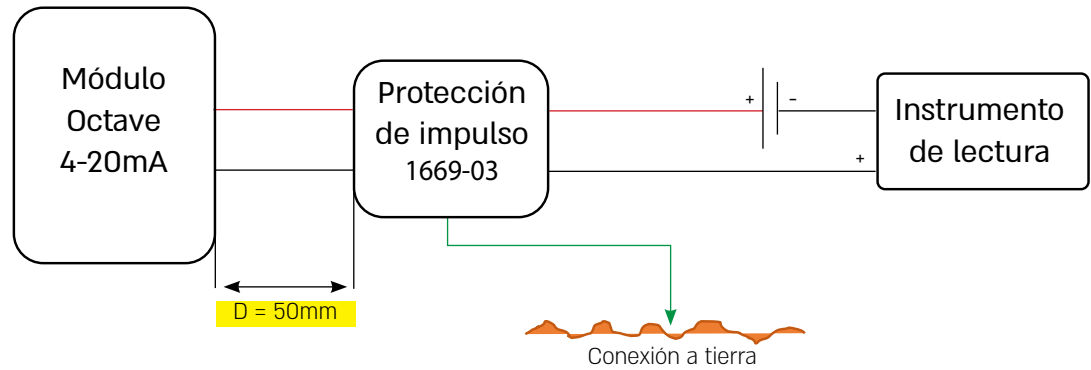 Módulo
Octave
4-20mA
Protección
de impulso
1669-03
+
-
+
Instrumento
de lectura
D = 50mm
Conexión a tierra